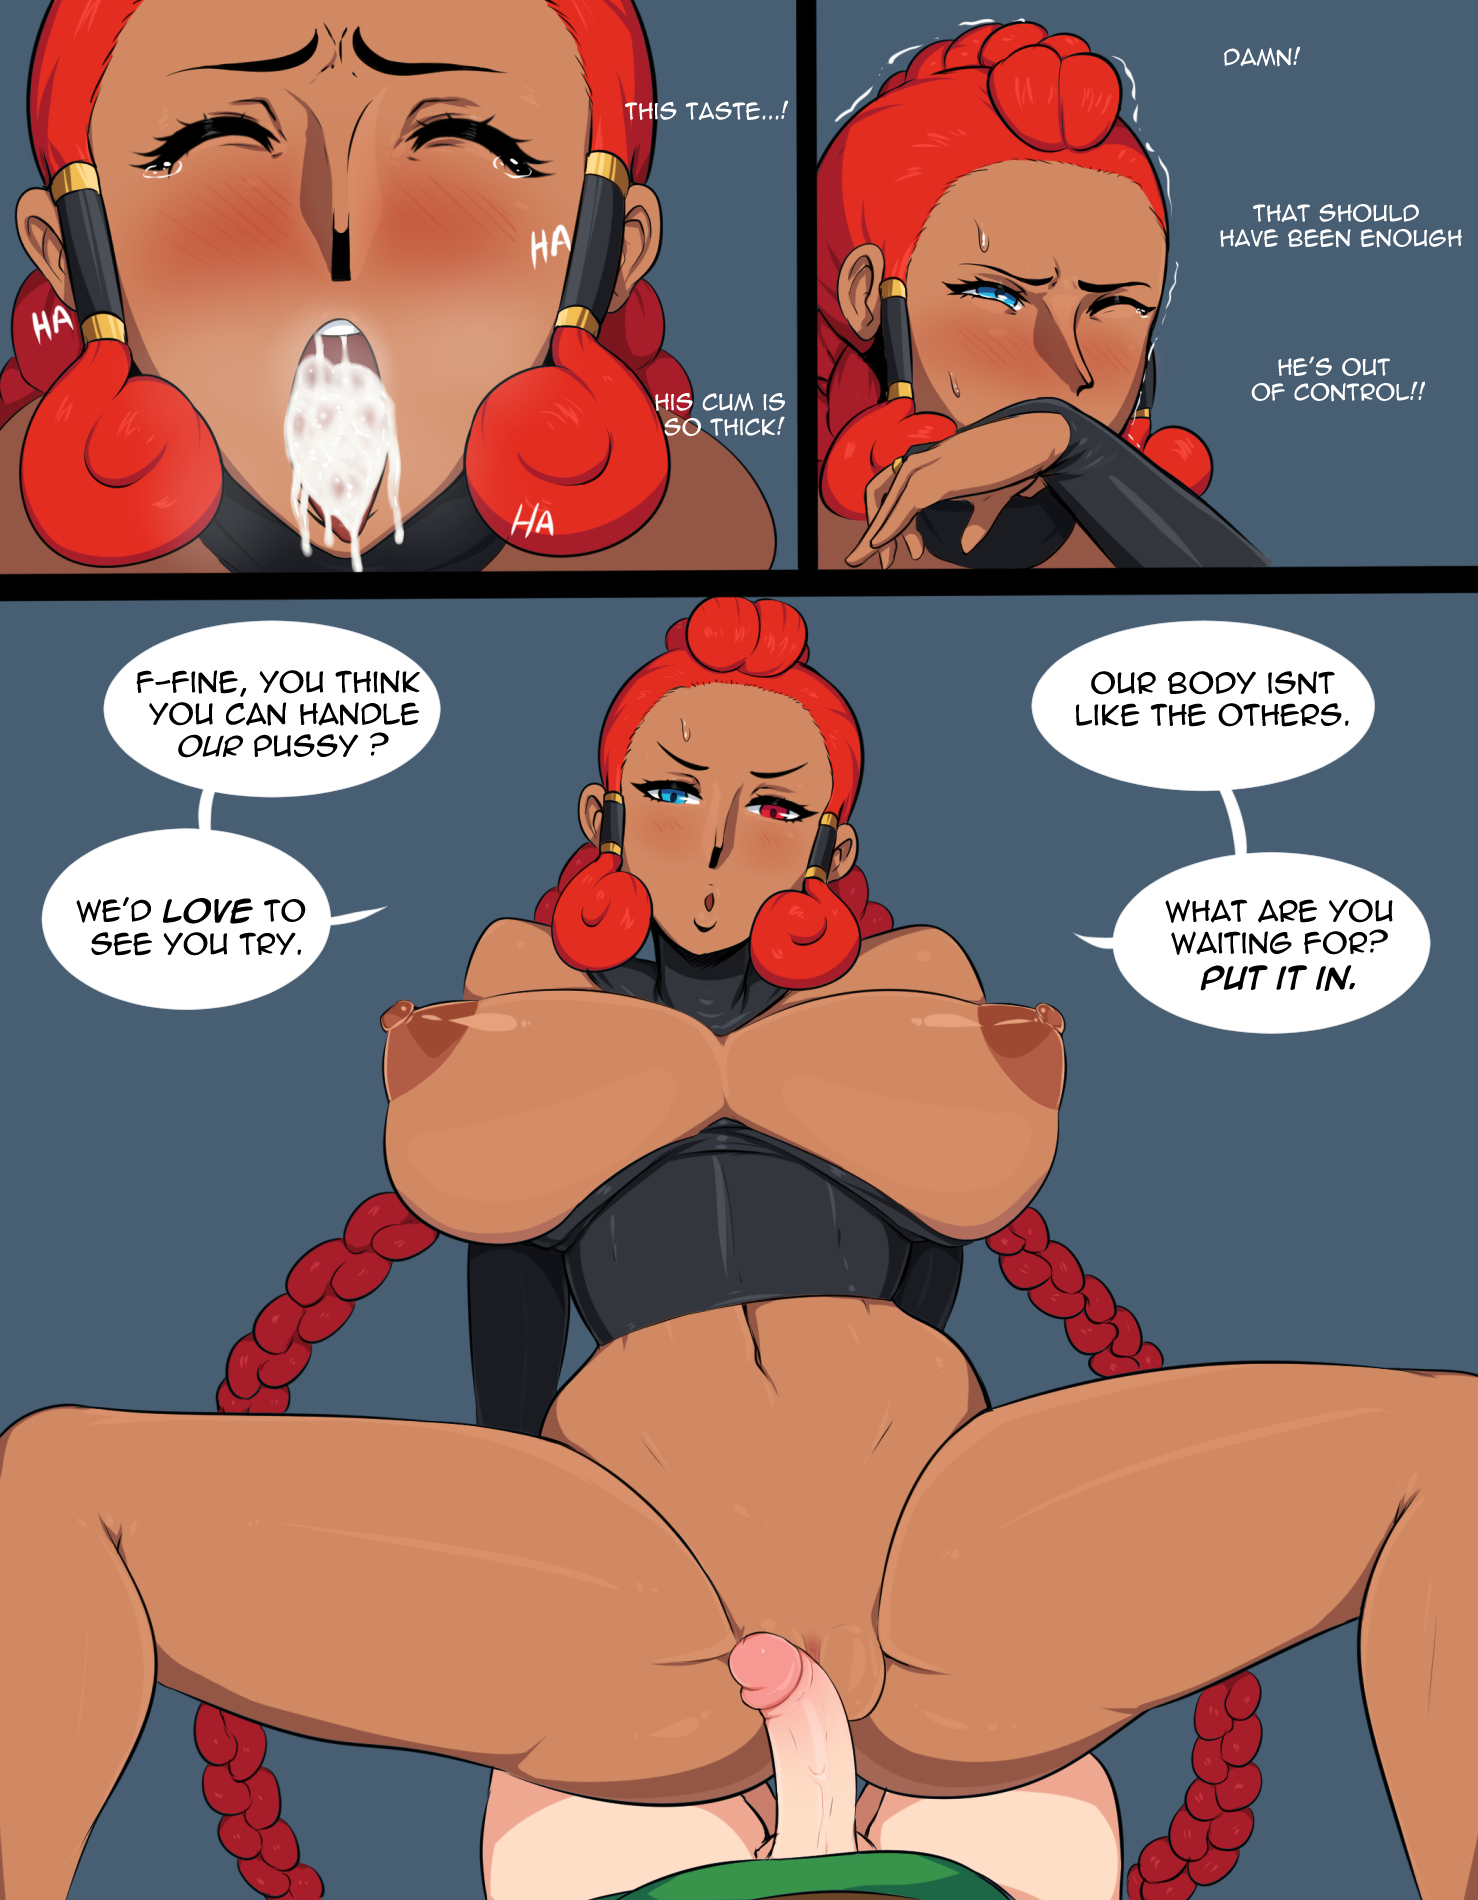 THIS TASTE...!
HA
HA
HIS CUM IS
SO THICK!
HA
DAMN!
THAT SHOULD
HAVE BEEN ENOUGH
HE'S OUT
OF CONTROL!!
F-FINE, YOU THINK
YOU CAN HANDLE
OUR PUSSY ?
WE'D LOVE TO
SEE YOU TRY.
OUR BODY ISNT
LIKE THE OTHERS.
WHAT ARE YOU
WAITING FOR?
PUT IT IN.